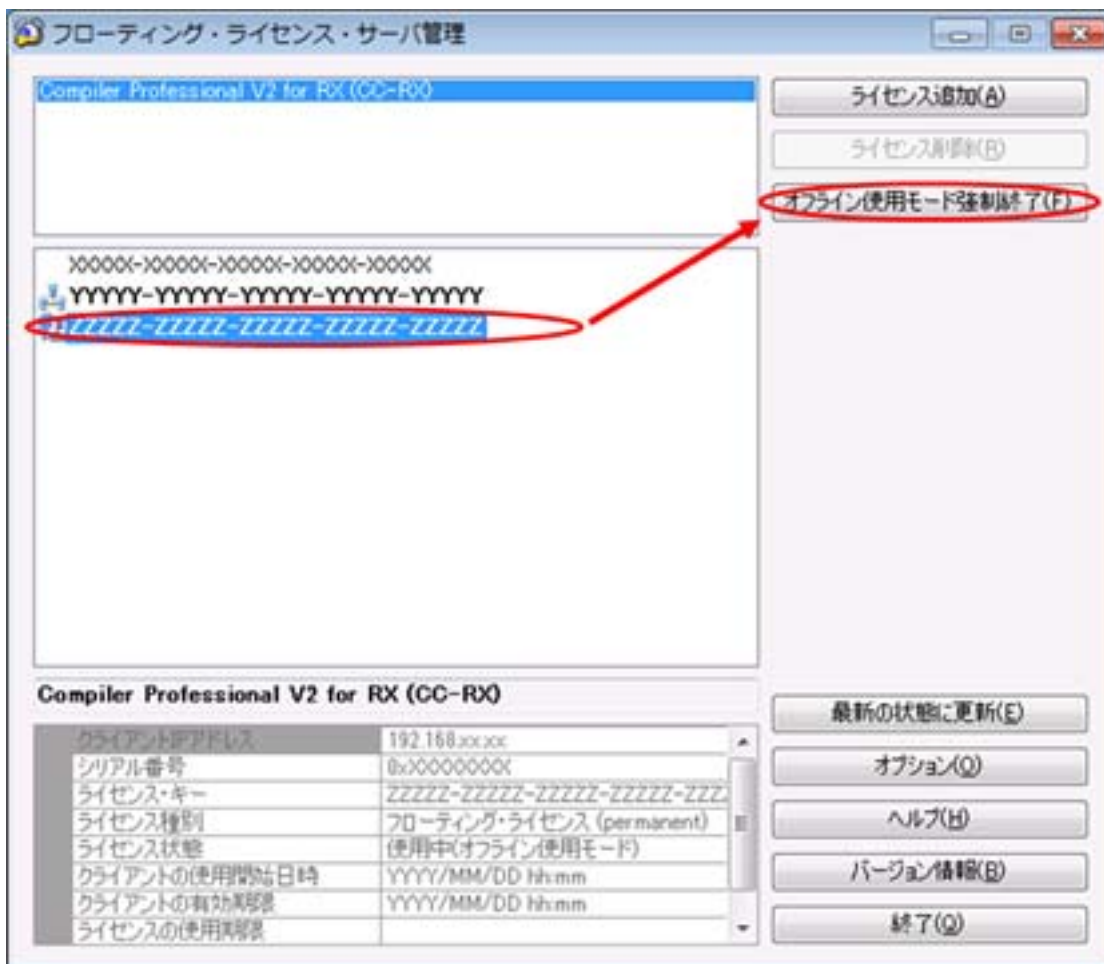 フローティング・ライセンス・サーバ管理
Compiler Professional V2 for RX (CC-RX)
ライセンス追加(A)
ライセンス削除(R)
オフライン使用モード強制終了(F)
XXXXX-XXXXX-XXXXX-XXXXX-XXXXX
YYYYY-YYYYY-YYYYY-YYYYY-YYYYY
ZZZZZ-ZZZZZ-ZZZZZ-ZZZZZ-ZZZZZ
Compiler Professional V2 for RX (CC-RX)
クライアントIPアドレス 192.168.xx.xx
シリアル番号 0xXXXXXXXX
ライセンス・キー ZZZZZ-ZZZZZ-ZZZZZ-ZZZZZ-ZZZ
ライセンス種別 フローティング・ライセンス (permanent)
ライセンス状態 使用中(オフライン使用モード)
クライアントの使用開始日時 YYYY/MM/DD hh:mm
クライアントの有効期限 YYYY/MM/DD hh:mm
ライセンスの使用期限
最新の状態に更新(E)
オプション(O)
ヘルプ(H)
バージョン情報(B)
終了(Q)